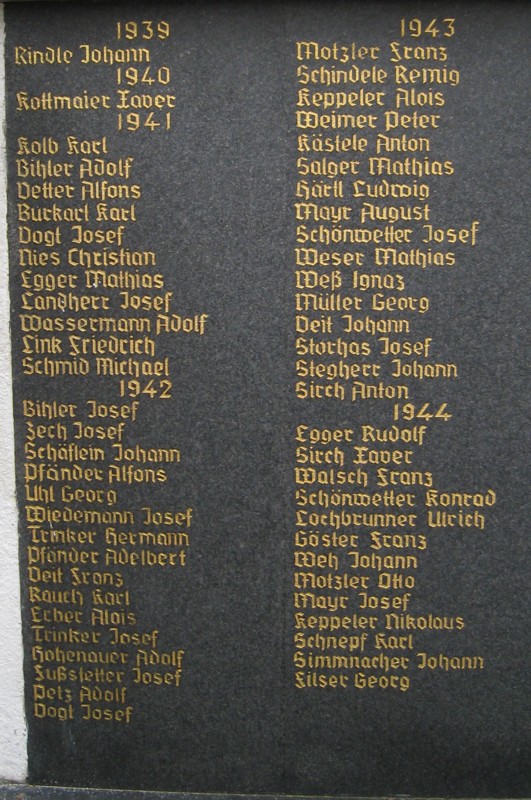 1939
Rindle Johann
1940
Kottmaier Xaver
1941
Kolb Karl
Bihler Adolf
Vetter Alfons
Burkarl Karl
Vogt Josef
Nies Christian
Egger Mathias
Landherr Josef
Wassermann Adolf
Link Friedrich
Schmid Michael
1942
Bihler Josef
Zech Josef
Schäflein Johann
Pfänder Alfons
Uhl Georg
Wiedemann Josef
Trinker Hermann
Pfänder Adelbert
Veit Franz
Rauch Karl
Ercher Alois
Trinker Josef
Hohenauer Adolf
Fußstetter Josef
Petz Adolf
Vogt Josef
1943
Motzler Franz
Schindele Remig
Keppeler Alois
Weimer Peter
Kästele Anton
Salger Mathias
Härtl Ludwig
Mayr August
Schönwetter Josef
Weser Mathias
Weß Ignaz
Müller Georg
Veit Johann
Storhas Josef
Stegherr Johann
Sirch Anton
1944
Egger Rudolf
Sirch Xaver
Walsch Franz
Schönwetter Konrad
Lochbrunner Ulrich
Göster Franz
Weh Johann
Motzler Otto
Mayr Josef
Keppeler Nikolaus
Schnepf Karl
Simmnacher Johann
Filser Georg